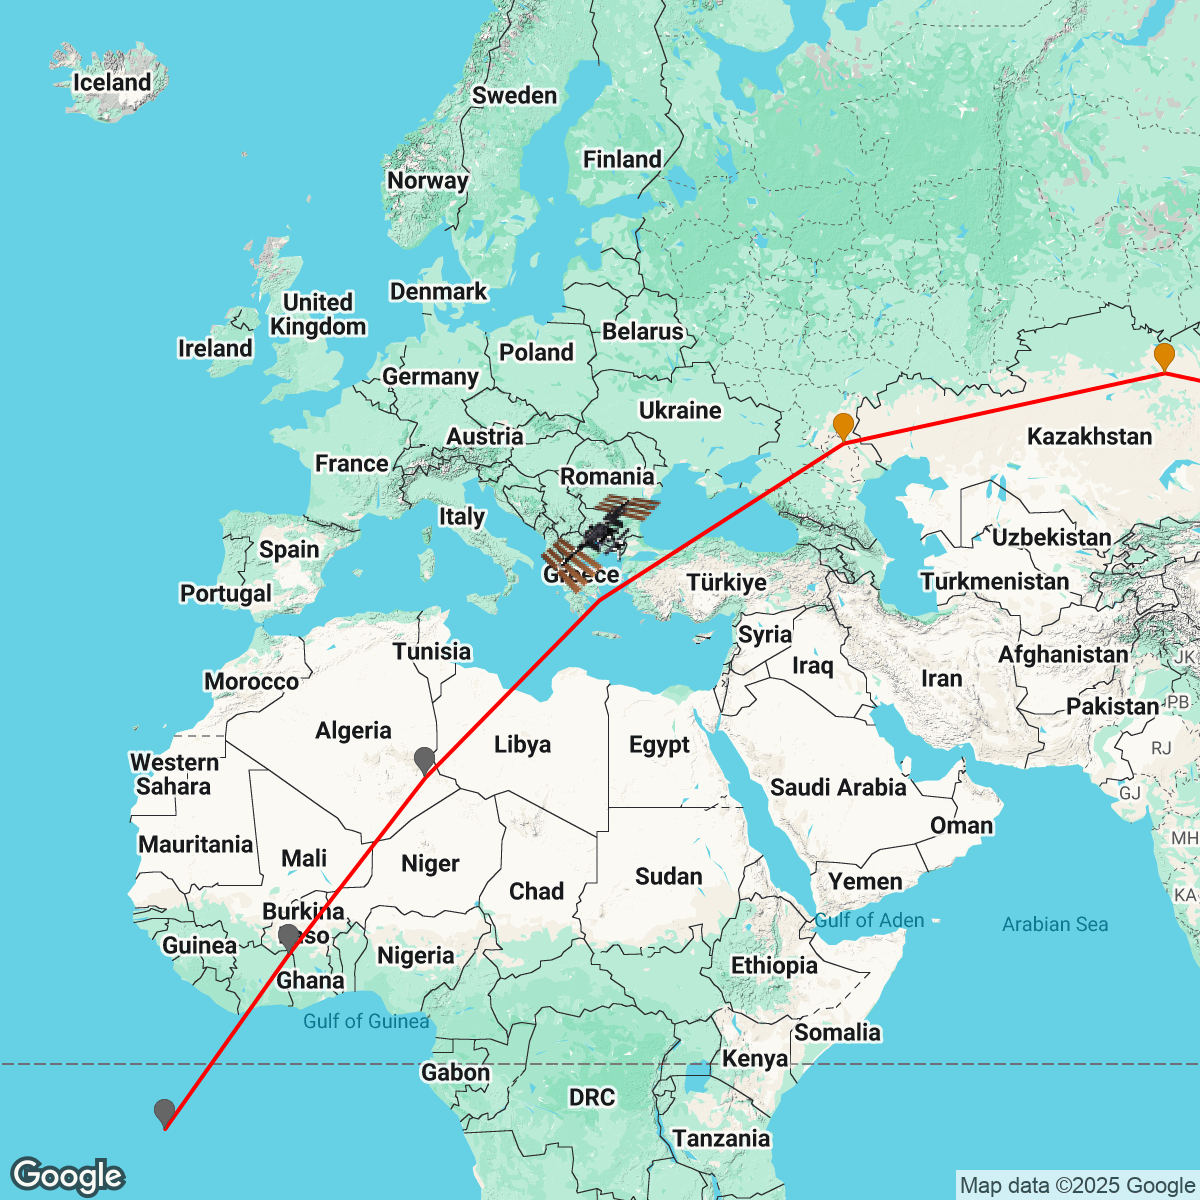 Iceland
Sweden
Finland
Norway
Denmark
United
Kingdom
Ireland
Belarus
Poland
Germany
Ukraine
Austria
Kazakhstan
France
Romania
Italy
Uzbekistan
Spain
Greece
Türkiye
Turkmenistan
Portugal
Syria
Tunisia
Afghanistan
JK
Iraq
Iran
Morocco
Pakistan
PB
Algeria
Libya
Egypt
RJ
Western
Sahara
Saudi Arabia
GJ
Oman
MH
Mauritania
Mali
Niger
Sudan
Yemen
Chad
KA
Burkina
Faso
Gulf of Aden
Arabian Sea
Guinea
Nigeria
Ethiopia
Ghana
Gulf of Guinea
Somalia
Kenya
Gabon
DRC
Tanzania
Google
Map data ©2025 Google